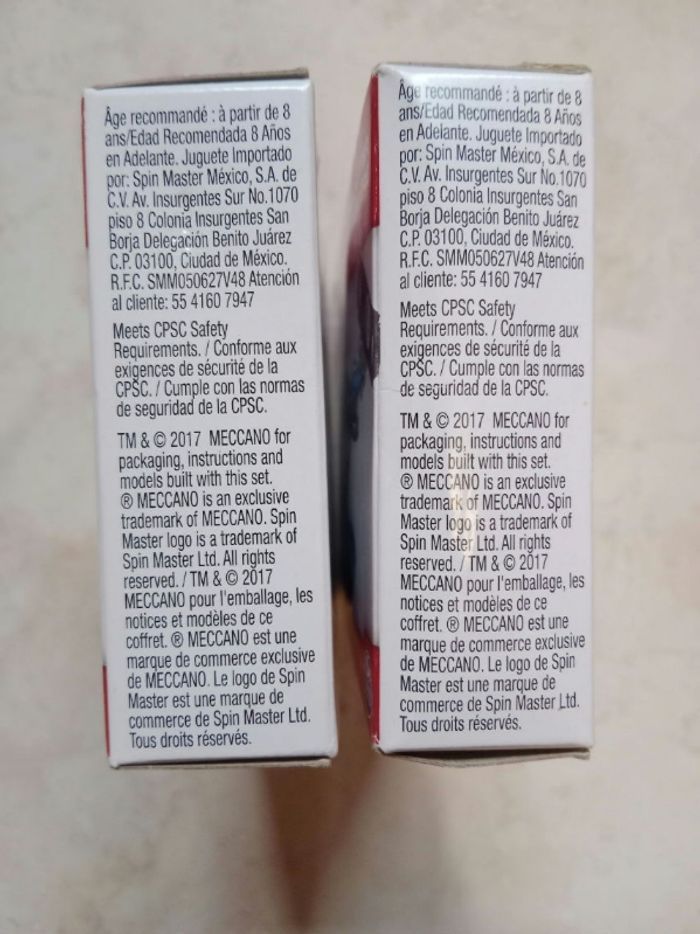 Âge recommandé : à partir de 8
ans/Edad Recomendada 8 Años
en Adelante. Juguete Importado
por: Spin Master México, S.A. de
C.V. Av. Insurgentes Sur No.1070
piso 8 Colonia Insurgentes San
Borja Delegación Benito Juárez
C.P. 03100, Ciudad de México.
R.F.C. SMM050627V48 Atención
al cliente: 55 4160 7947
Meets CPSC Safety
Requirements. / Conforme aux
exigences de sécurité de la
CPSC. / Cumple con las normas
de seguridad de la CPSC.
TM & © 2017 MECCANO for
packaging, instructions and
models built with this set.
® MECCANO is an exclusive
trademark of MECCANO. Spin
Master logo is a trademark of
Spin Master Ltd. All rights
reserved. / TM & © 2017
MECCANO pour l'emballage, les
notices et modèles de ce
coffret. ® MECCANO est une
marque de commerce exclusive
de MECCANO. Le logo de Spin
Master est une marque de
commerce de Spin Master Ltd.
Tous droits réservés.
Âge recommandé : à partir de 8
ans/Edad Recomendada 8 Años
en Adelante. Juguete Importado
por: Spin Master México, S.A. de
C.V. Av. Insurgentes Sur No.1070
piso 8 Colonia Insurgentes San
Borja Delegación Benito Juárez
C.P. 03100, Ciudad de México.
R.F.C. SMM050627V48 Atención
al cliente: 55 4160 7947
Meets CPSC Safety
Requirements. / Conforme aux
exigences de sécurité de la
CPSC. / Cumple con las normas
de seguridad de la CPSC.
TM & © 2017 MECCANO for
packaging, instructions and
models built with this set.
® MECCANO is an exclusive
trademark of MECCANO. Spin
Master logo is a trademark of
Spin Master Ltd. All rights
reserved. / TM & © 2017
MECCANO pour l'emballage, les
notices et modèles de ce
coffret. ® MECCANO est une
marque de commerce exclusive
de MECCANO. Le logo de Spin
Master est une marque de
commerce de Spin Master Ltd.
Tous droits réservés.